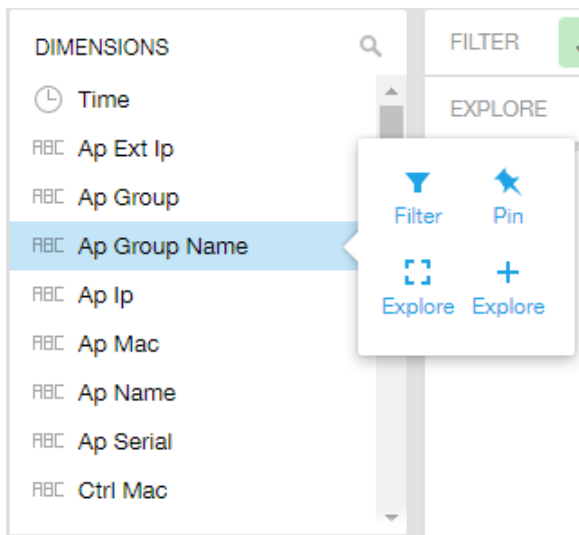 DIMENSIONS
Time
ABC Ap Ext Ip
ABC Ap Group
ABC Ap Group Name
ABC Ap Ip
ABC Ap Mac
ABC Ap Name
ABC Ap Serial
ABC Ctrl Mac
FILTER
EXPLORE
Filter Pin
Explore Explore